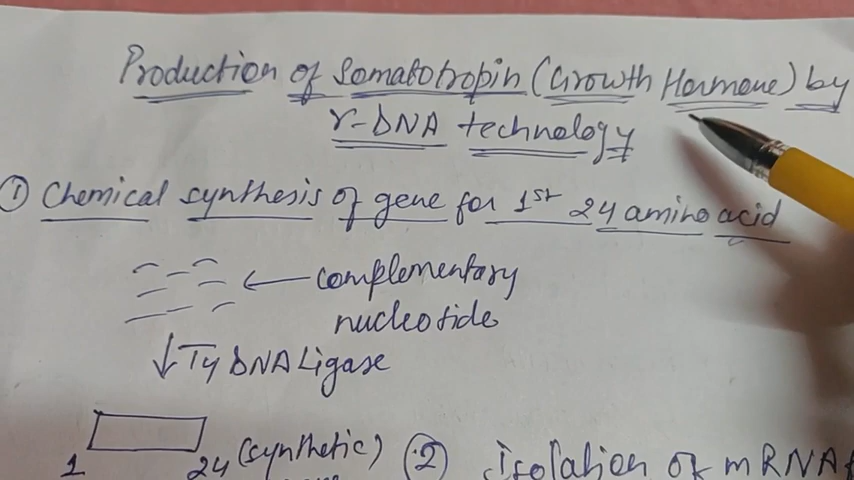 Production of Somatotropin (Growth Hormone) by
r-DNA technology
① Chemical synthesis of gene for 1st 24 amino acid
← complementary
nucleotide
↓ T4 DNA Ligase
1 24 (synthetic)
② isolation of mRNA